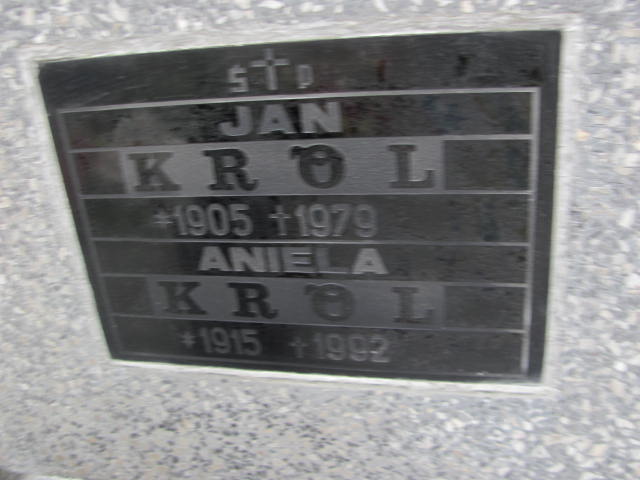 Ś † P
JAN
KRÓL
*1905 †1979
ANIELA
KRÓL
*1915 †1992